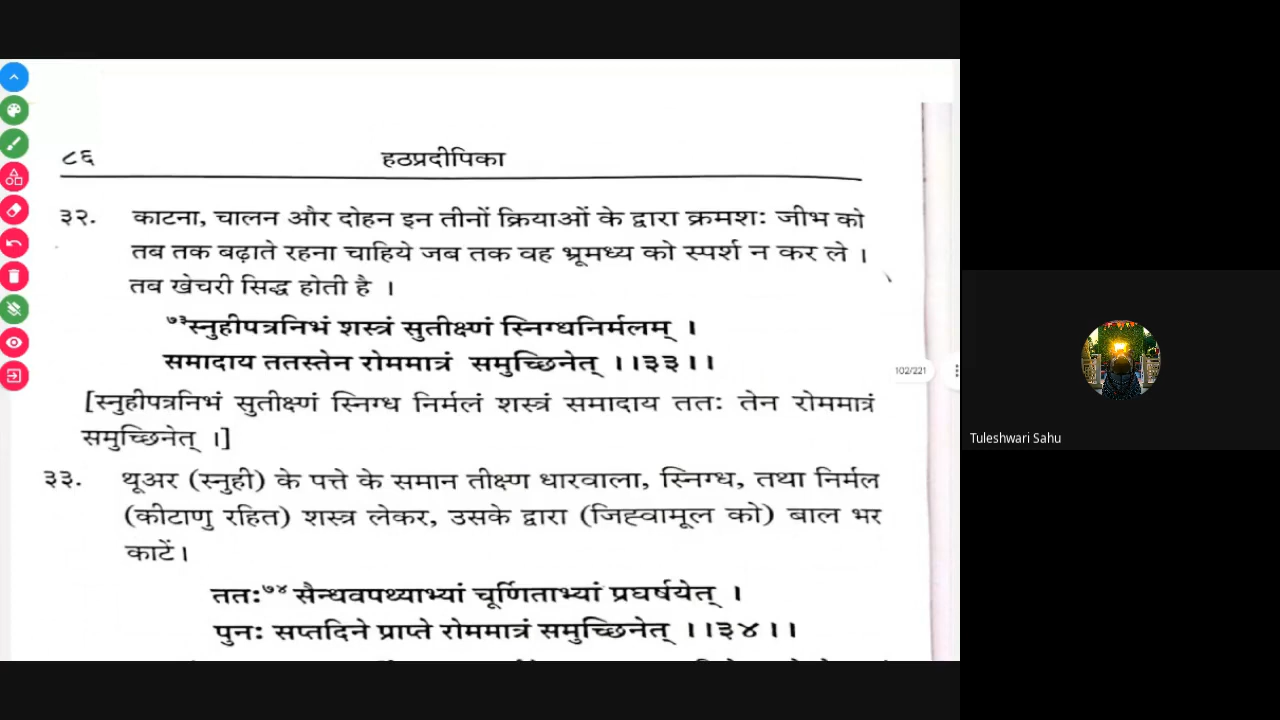 ८६
हठप्रदीपिका
३२. काटना, चालन और दोहन इन तीनों क्रियाओं के द्वारा क्रमशः जीभ को
तब तक बढ़ाते रहना चाहिये जब तक वह भ्रूमध्य को स्पर्श न कर ले ।
तब खेचरी सिद्ध होती है ।
७३स्नुहीपत्रनिभं शस्त्रं सुतीक्ष्णं स्निग्धनिर्मलम् ।
समादाय ततस्तेन रोममात्रं समुच्छिनेत् ।।३३।।
[स्नुहीपत्रनिभं सुतीक्ष्णं स्निग्ध निर्मलं शस्त्रं समादाय ततः तेन रोममात्रं
समुच्छिनेत् ।]
३३. थूअर (स्नुही) के पत्ते के समान तीक्ष्ण धारवाला, स्निग्ध, तथा निर्मल
(कीटाणु रहित) शस्त्र लेकर, उसके द्वारा (जिह्वामूल को) बाल भर
काटें।
ततः७४ सैन्धवपथ्याभ्यां चूर्णिताभ्यां प्रघर्षयेत् ।
पुनः सप्तदिने प्राप्ते रोममात्रं समुच्छिनेत् ।।३४।।
102/221
Tuleshwari Sahu